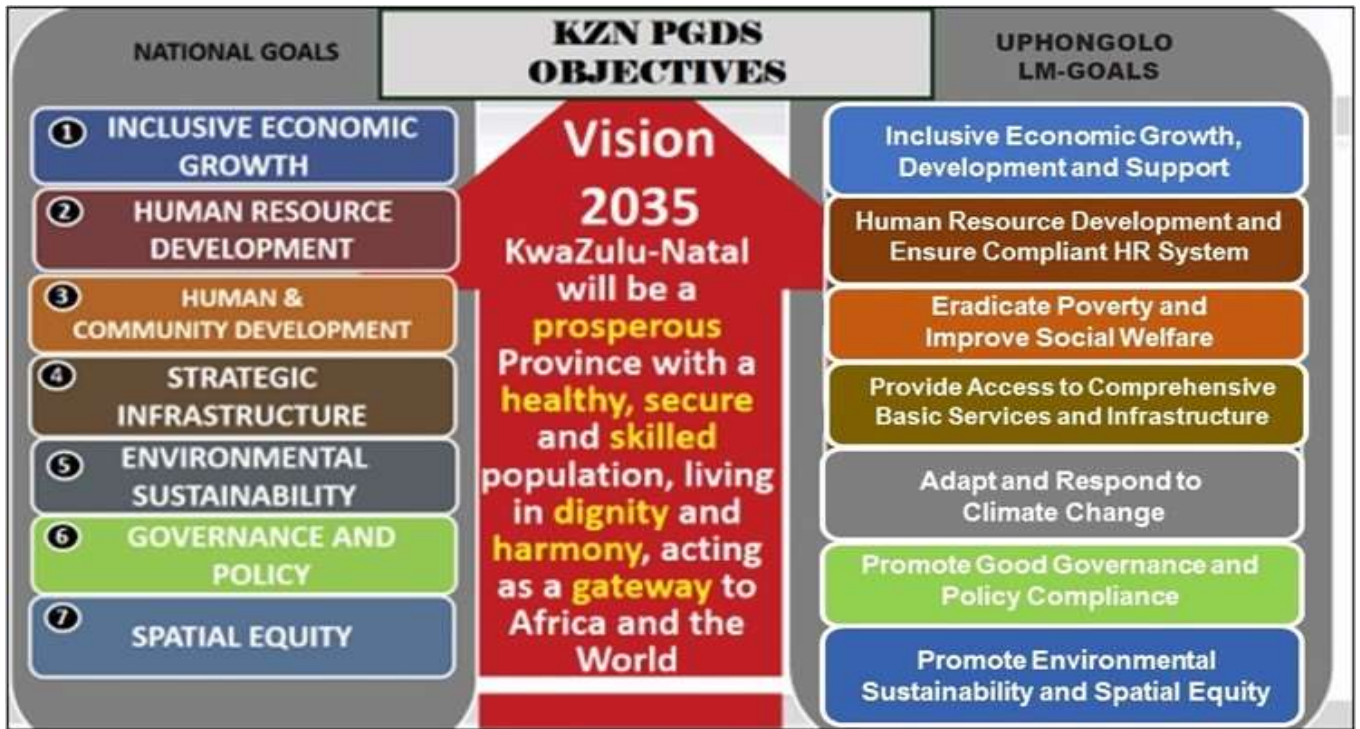 NATIONAL GOALS
KZN PGDS
OBJECTIVES
UPHONGOLO
LM-GOALS
1 INCLUSIVE ECONOMIC
GROWTH
2 HUMAN RESOURCE
DEVELOPMENT
3 HUMAN &
COMMUNITY DEVELOPMENT
4 STRATEGIC
INFRASTRUCTURE
5 ENVIRONMENTAL
SUSTAINABILITY
6 GOVERNANCE AND
POLICY
7 SPATIAL EQUITY
Vision
2035
KwaZulu-Natal
will be a
prosperous
Province with a
healthy, secure
and skilled
population, living
in dignity and
harmony, acting
as a gateway to
Africa and the
World
Inclusive Economic Growth,
Development and Support
Human Resource Development and
Ensure Compliant HR System
Eradicate Poverty and
Improve Social Welfare
Provide Access to Comprehensive
Basic Services and Infrastructure
Adapt and Respond to
Climate Change
Promote Good Governance and
Policy Compliance
Promote Environmental
Sustainability and Spatial Equity